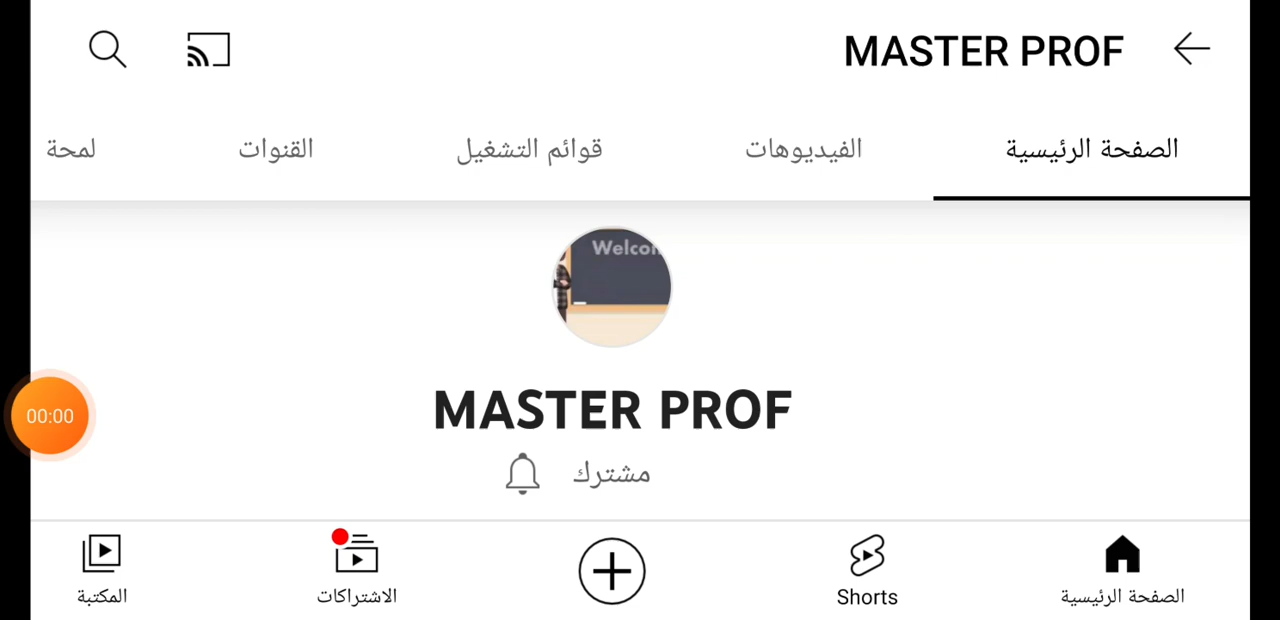 MASTER PROF
الصفحة الرئيسية
الفيديوهات
قوائم التشغيل
القنوات
لمحة
Welcom
00:00
MASTER PROF
مشترك
الصفحة الرئيسية
Shorts
الاشتراكات
المكتبة